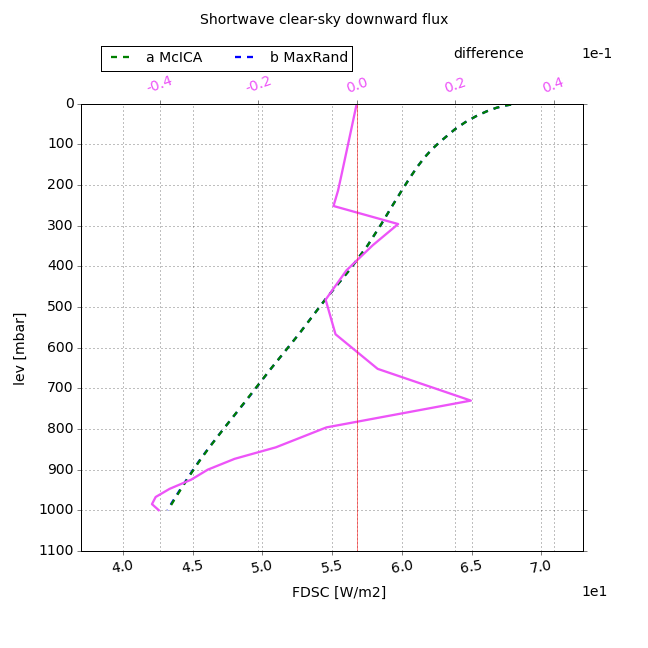 Shortwave clear-sky downward flux
a McICA b MaxRand difference 1e-1
-0.4 -0.2 0.0 0.2 0.4
0
100
200
300
400
500
600
700
800
900
1000
1100
lev [mbar]
4.0 4.5 5.0 5.5 6.0 6.5 7.0
FDSC [W/m2] 1e1